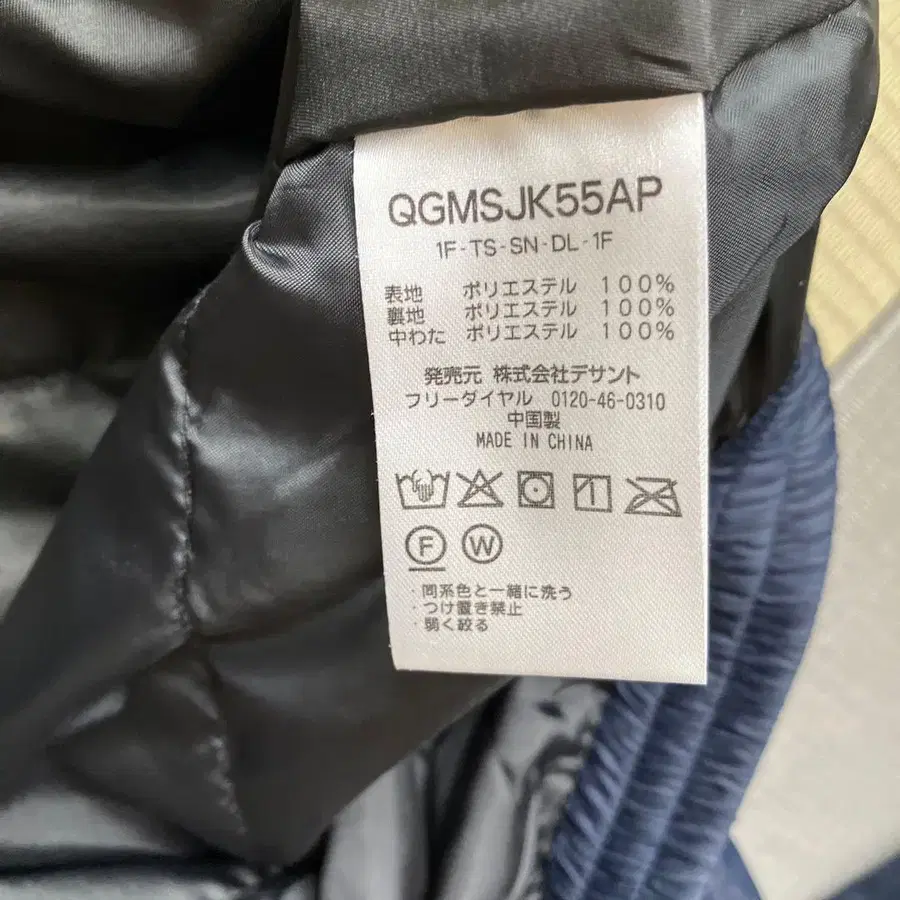 QGMSJK55AP
1F-TS-SN-DL-1F
表地 ポリエステル 100%
裏地 ポリエステル 100%
中わた ポリエステル 100%
発売元 株式会社デサント
フリーダイヤル 0120-46-0310
中国製
MADE IN CHINA
F W
・同系色と一緒に洗う
・つけ置き禁止
・弱く絞る